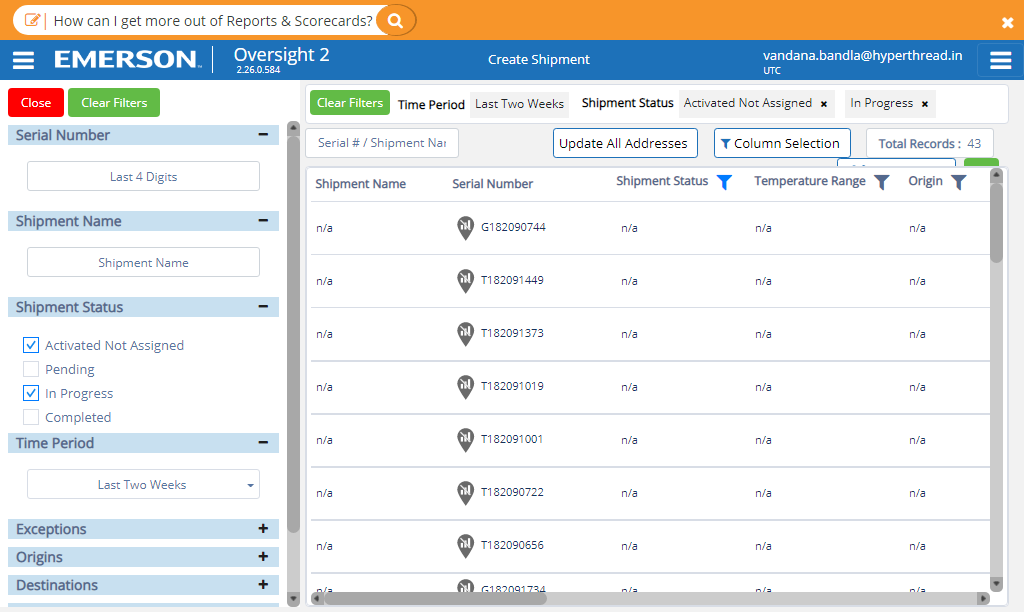 How can I get more out of Reports & Scorecards?
EMERSON
Oversight 2
2.26.0.584
Create Shipment
vandana.bandla@hyperthread.in
UTC
Close
Clear Filters
Serial Number
Last 4 Digits
Shipment Name
Shipment Name
Shipment Status
Activated Not Assigned
Pending
In Progress
Completed
Time Period
Last Two Weeks
Exceptions
Origins
Destinations
Clear Filters
Time Period
Last Two Weeks
Shipment Status
Activated Not Assigned ×
In Progress ×
Serial # / Shipment Nar
Update All Addresses
Column Selection
Total Records : 43
Shipment Name Serial Number Shipment Status Temperature Range Origin
n/a G182090744 n/a n/a n/a
n/a T182091449 n/a n/a n/a
n/a T182091373 n/a n/a n/a
n/a T182091019 n/a n/a n/a
n/a T182091001 n/a n/a n/a
n/a T182090722 n/a n/a n/a
n/a T182090656 n/a n/a n/a
n/a G182091734 n/a n/a n/a